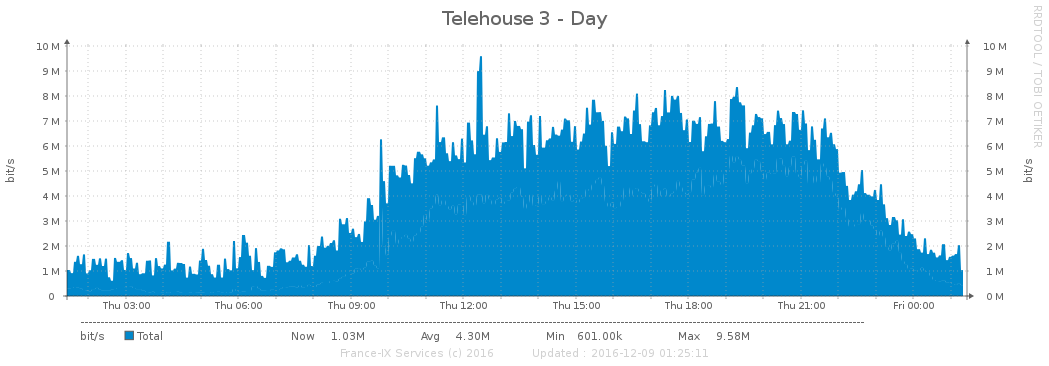 Telehouse 3 - Day
RRDTOOL / TOBI OETIKER
10 M 10 M
9 M 9 M
8 M 8 M
7 M 7 M
6 M 6 M
5 M 5 M
4 M 4 M
3 M 3 M
2 M 2 M
1 M 1 M
0 0 M
bit/s bit/s
Thu 03:00 Thu 06:00 Thu 09:00 Thu 12:00 Thu 15:00 Thu 18:00 Thu 21:00 Fri 00:00
bit/s Total Now 1.03M Avg 4.30M Min 601.00k Max 9.58M
France-IX Services (c) 2016 Updated : 2016-12-09 01:25:11